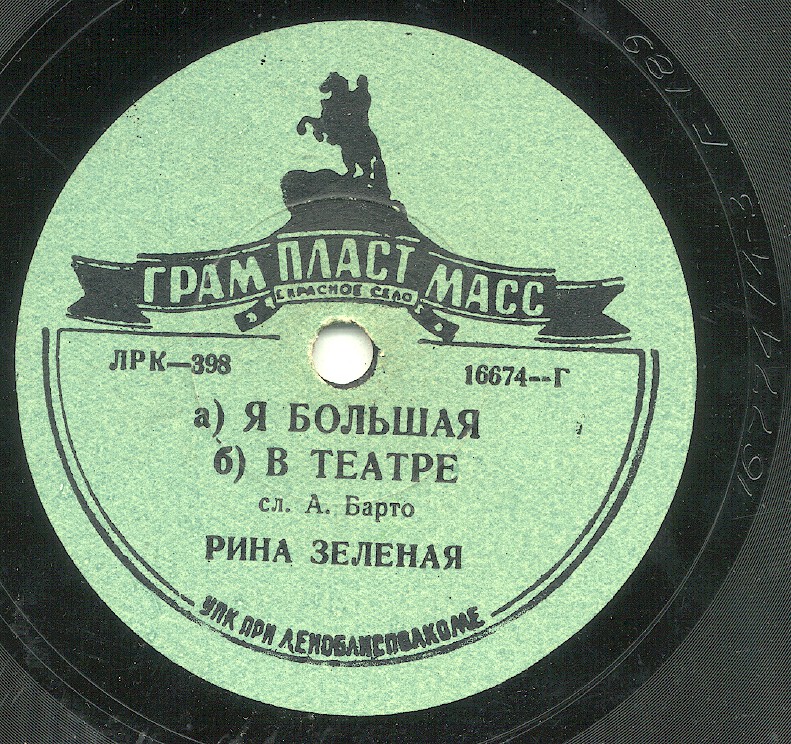 ГРАМ ПЛАСТ МАСС
С. КРАСНОЕ СЕЛО
ЛРК—398
16674--Г
а) Я БОЛЬШАЯ
б) В ТЕАТРЕ
сл. А. Барто
РИНА ЗЕЛЕНАЯ
УПК ПРИ ЛЕНОБЛИСПОЛКОМЕ